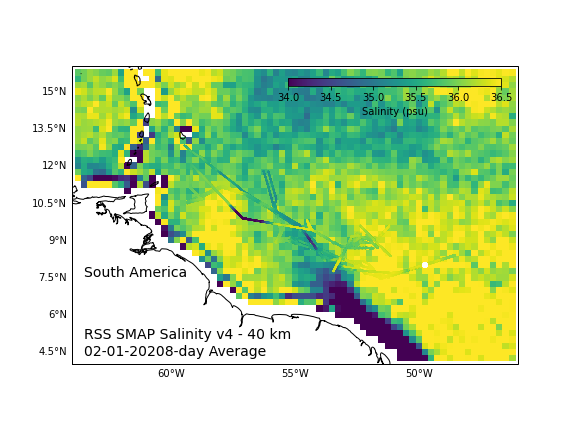 15°N
13.5°N
12°N
10.5°N
9°N
7.5°N
6°N
4.5°N
34.0 34.5 35.0 35.5 36.0 36.5
Salinity (psu)
South America
RSS SMAP Salinity v4 - 40 km
02-01-20208-day Average
60°W 55°W 50°W